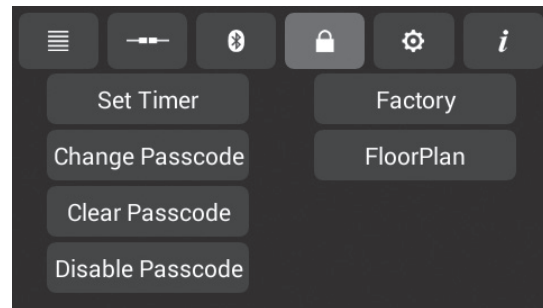 i
Set Timer
Factory
Change Passcode
FloorPlan
Clear Passcode
Disable Passcode